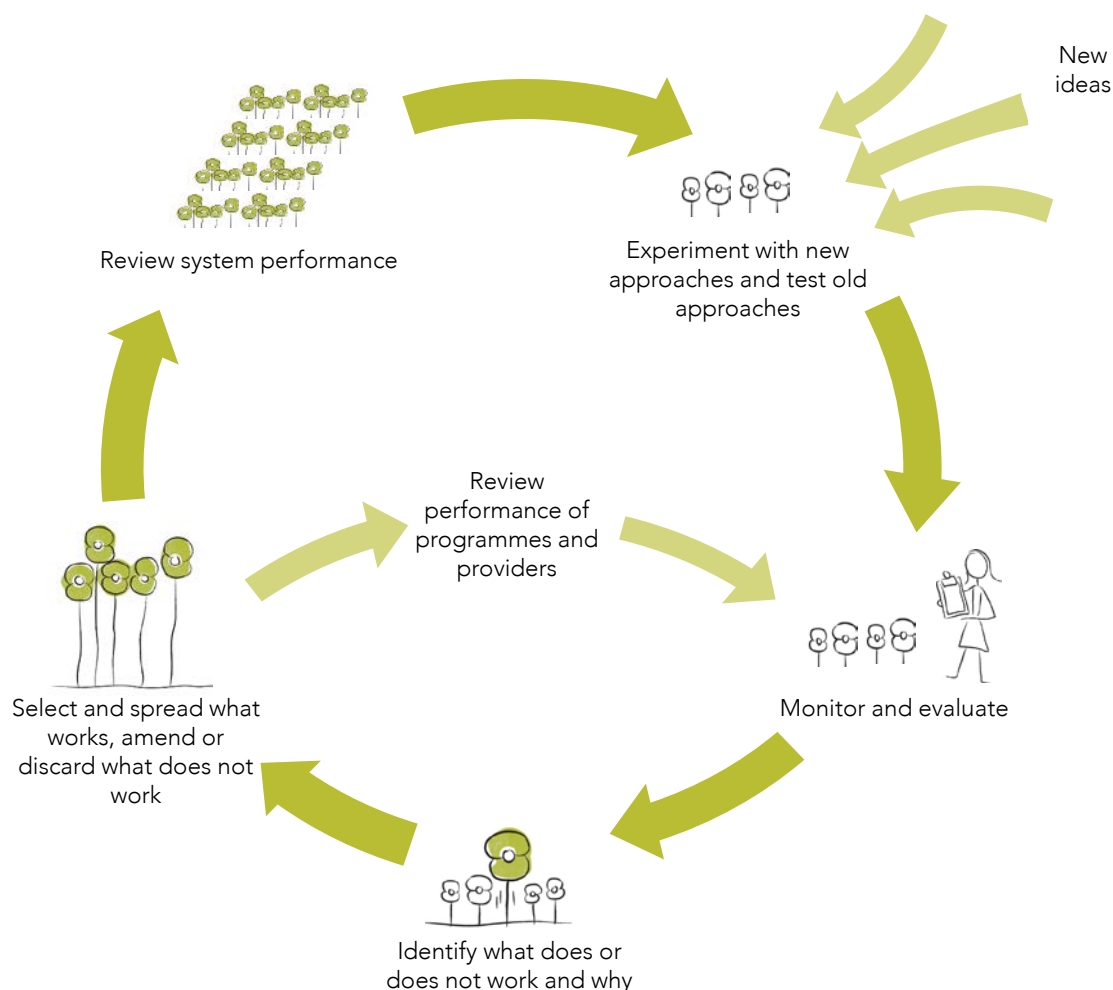 New
ideas
Review system performance
Experiment with new
approaches and test old
approaches
Review
performance of
programmes and
providers
Select and spread what
works, amend or
discard what does not
work
Monitor and evaluate
Identify what does or
does not work and why